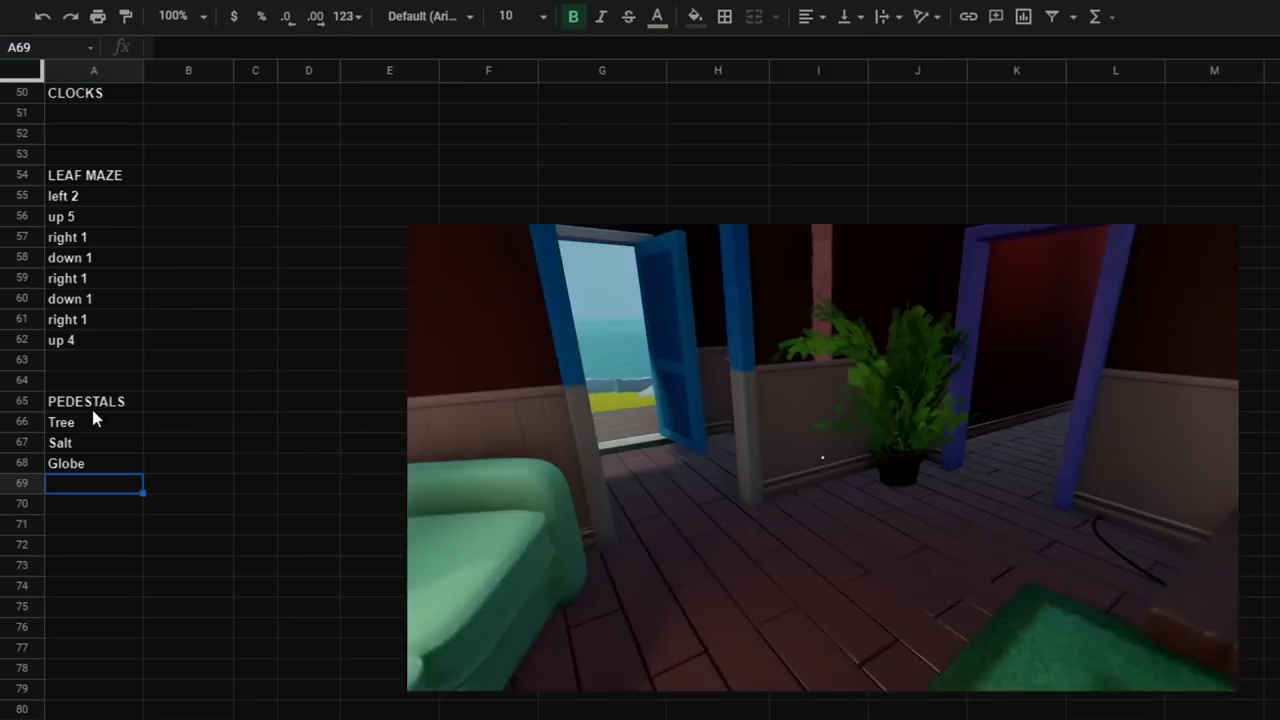 100% $ % .0 .00 123 Default (Ari... 10 B I S A Σ
A69 fx
A B C D E F G H I J K L M
50 CLOCKS
51
52
53
54 LEAF MAZE
55 left 2
56 up 5
57 right 1
58 down 1
59 right 1
60 down 1
61 right 1
62 up 4
63
64
65 PEDESTALS
66 Tree
67 Salt
68 Globe
69
70
71
72
73
74
75
76
77
78
79
80